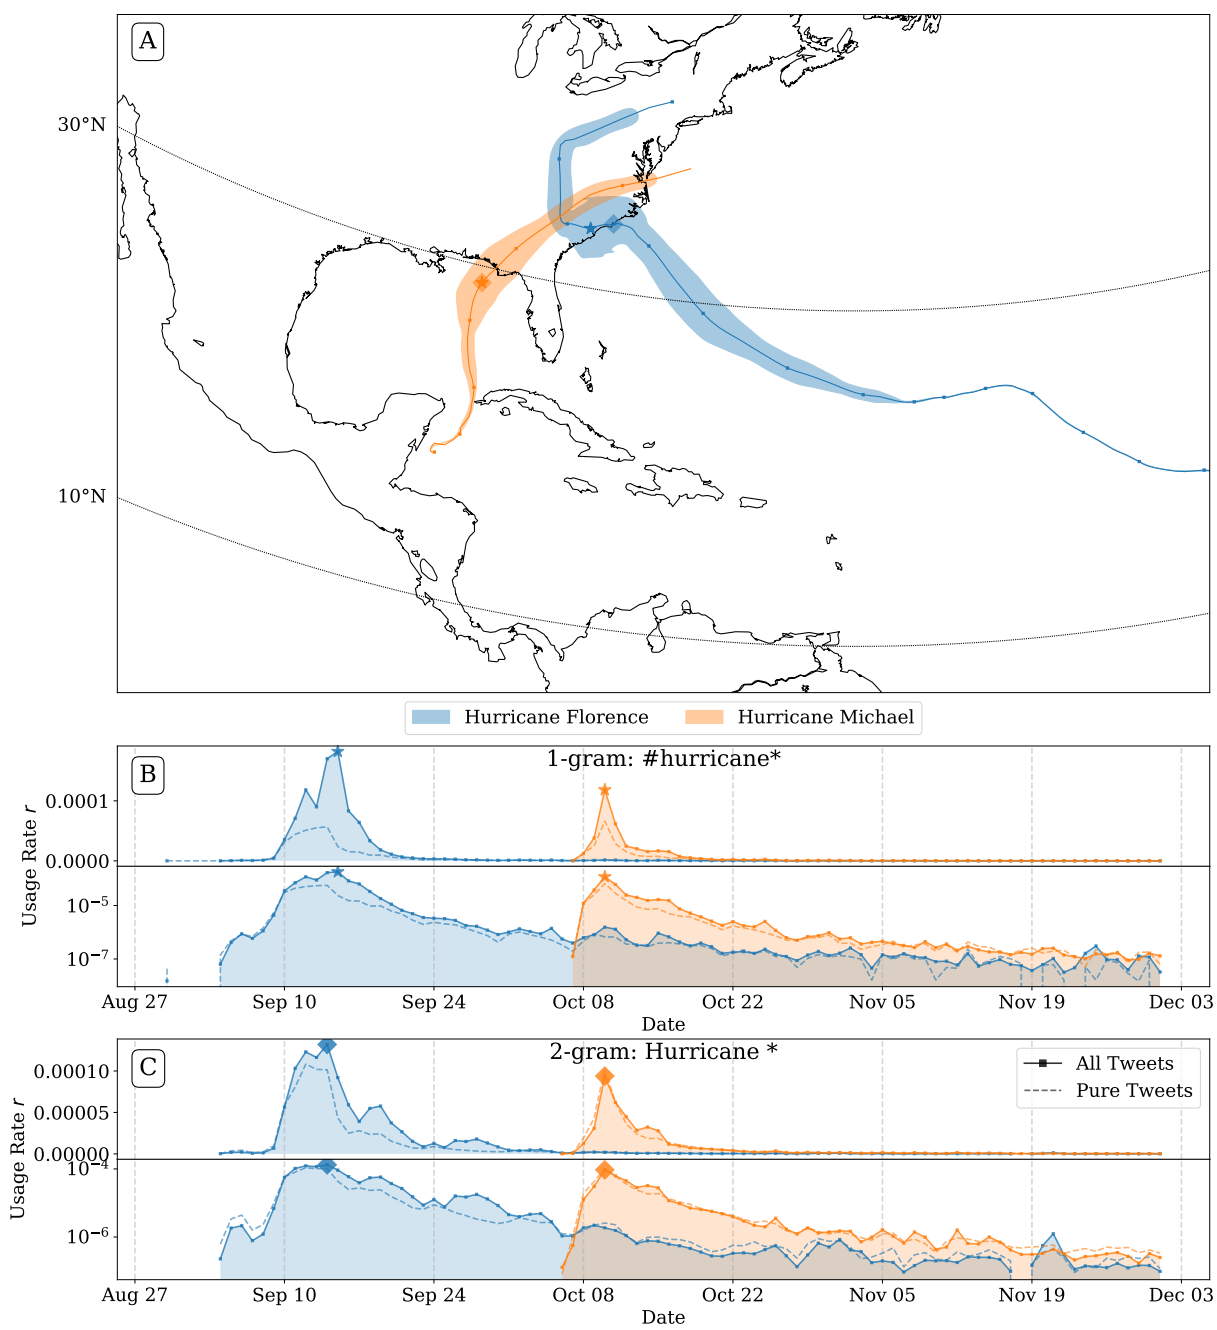 A
30°N
10°N
Hurricane Florence
Hurricane Michael
B
1-gram: #hurricane*
0.0001
0.0000
Usage Rate r
10⁻⁵
10⁻⁷
Aug 27
Sep 10
Sep 24
Oct 08
Oct 22
Nov 05
Nov 19
Dec 03
Date
C
2-gram: Hurricane *
All Tweets
Pure Tweets
0.00010
0.00005
0.00000
Usage Rate r
10⁻⁴
10⁻⁶
Aug 27
Sep 10
Sep 24
Oct 08
Oct 22
Nov 05
Nov 19
Dec 03
Date